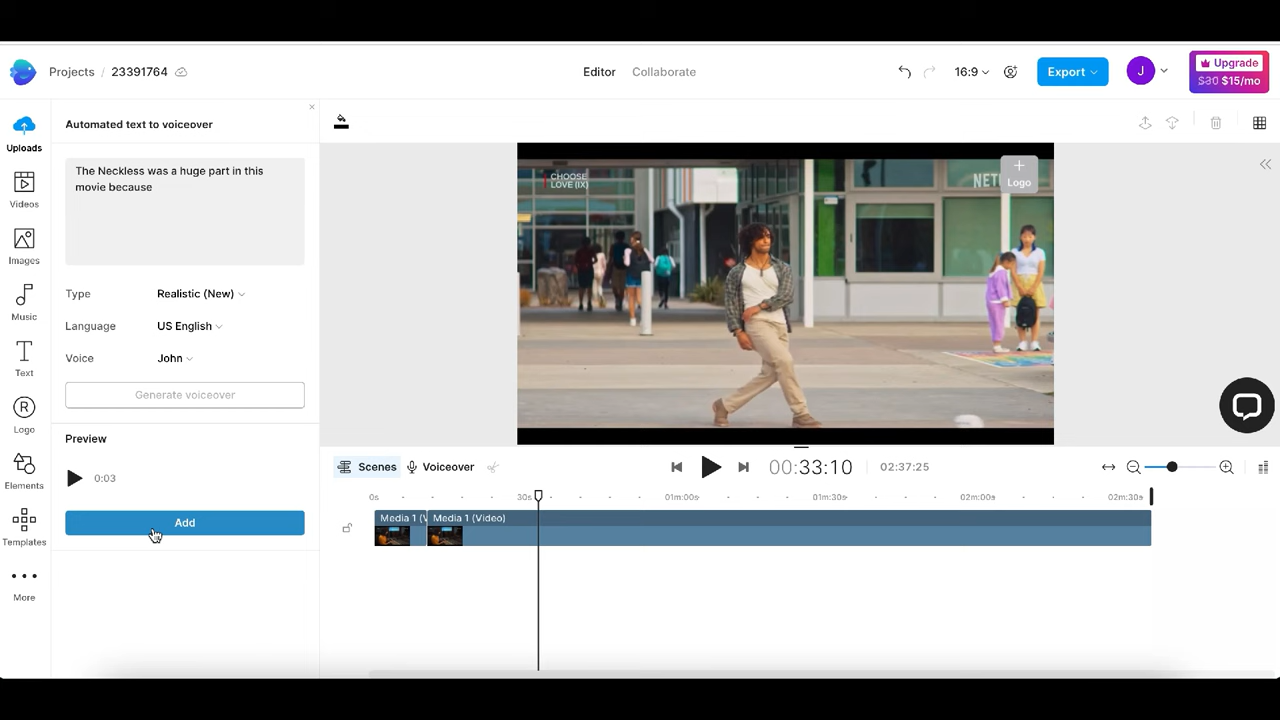 Projects / 23391764
Editor
Collaborate
16:9
Export
J
Upgrade
$30 $15/mo
Uploads
Videos
Images
Music
Text
R
Logo
Elements
Templates
More
Automated text to voiceover
The Neckless was a huge part in this
movie because
Type Realistic (New)
Language US English
Voice John
Generate voiceover
Preview
0:03
Add
CHOOSE
LOVE (IX)
+
Logo
Scenes
Voiceover
00:33:10
02:37:25
0s 30s 01m:00s 01m:30s 02m:00s 02m:30s
Media 1 (V Media 1 (Video)